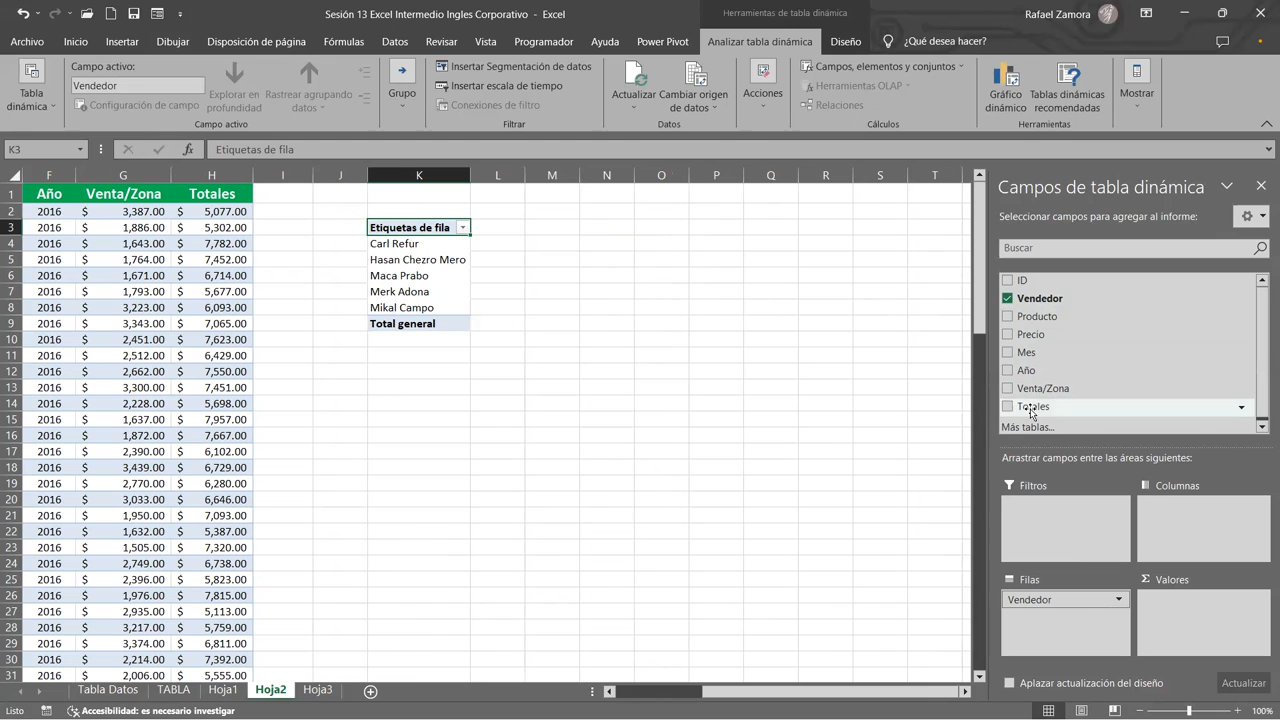 Sesión 13 Excel Intermedio Ingles Corporativo - Excel
Herramientas de tabla dinámica
Rafael Zamora
Archivo Inicio Insertar Dibujar Disposición de página Fórmulas Datos Revisar Vista Programador Ayuda Power Pivot Analizar tabla dinámica Diseño ¿Qué desea hacer?
Tabla dinámica
Campo activo:
Vendedor
Configuración de campo
Explorar en profundidad
Rastrear agrupando datos
Campo activo
Grupo
Insertar Segmentación de datos
Insertar escala de tiempo
Conexiones de filtro
Filtrar
Actualizar
Cambiar origen de datos
Datos
Acciones
Campos, elementos y conjuntos
Herramientas OLAP
Relaciones
Cálculos
Gráfico dinámico
Tablas dinámicas recomendadas
Herramientas
Mostrar
K3 fx Etiquetas de fila
F G H I J K L M N O P Q R S T
1 Año Venta/Zona Totales
2 2016 $ 3,387.00 $ 5,077.00
3 2016 $ 1,886.00 $ 5,302.00 Etiquetas de fila
4 2016 $ 1,643.00 $ 7,782.00 Carl Refur
5 2016 $ 1,764.00 $ 7,452.00 Hasan Chezro Mero
6 2016 $ 1,671.00 $ 6,714.00 Maca Prabo
7 2016 $ 1,793.00 $ 5,677.00 Merk Adona
8 2016 $ 3,223.00 $ 6,093.00 Mikal Campo
9 2016 $ 3,343.00 $ 7,065.00 Total general
10 2016 $ 2,451.00 $ 7,623.00
11 2016 $ 2,512.00 $ 6,429.00
12 2016 $ 2,662.00 $ 7,550.00
13 2016 $ 3,300.00 $ 7,451.00
14 2016 $ 2,228.00 $ 5,698.00
15 2016 $ 1,637.00 $ 7,957.00
16 2016 $ 1,872.00 $ 7,667.00
17 2016 $ 2,390.00 $ 6,102.00
18 2016 $ 3,439.00 $ 6,729.00
19 2016 $ 2,770.00 $ 6,280.00
20 2016 $ 3,033.00 $ 6,646.00
21 2016 $ 1,950.00 $ 7,093.00
22 2016 $ 1,632.00 $ 5,387.00
23 2016 $ 1,505.00 $ 7,320.00
24 2016 $ 2,749.00 $ 6,738.00
25 2016 $ 2,396.00 $ 5,823.00
26 2016 $ 1,976.00 $ 7,815.00
27 2016 $ 2,935.00 $ 5,113.00
28 2016 $ 3,217.00 $ 5,759.00
29 2016 $ 3,374.00 $ 6,811.00
30 2016 $ 2,214.00 $ 7,392.00
31 2016 $ 2,006.00 $ 5,555.00
Campos de tabla dinámica
Seleccionar campos para agregar al informe:
Buscar
ID
Vendedor
Producto
Precio
Mes
Año
Venta/Zona
Totales
Más tablas...
Arrastrar campos entre las áreas siguientes:
Filtros Columnas
Filas Σ Valores
Vendedor
Aplazar actualización del diseño Actualizar
Tabla Datos TABLA Hoja1 Hoja2 Hoja3
Listo Accesibilidad: es necesario investigar 100%